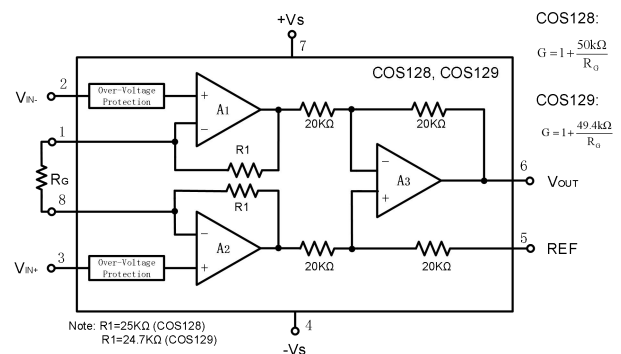 +Vs
7
COS128:
G=1+50kΩ/RG
COS128, COS129
COS129:
G=1+49.4kΩ/RG
VIN-
2
Over-Voltage
Protection
+
A1
−
20KΩ
20KΩ
1
R1
RG
R1
8
−
A3
+
6
VOUT
−
A2
+
VIN+
3
Over-Voltage
Protection
20KΩ
20KΩ
5
REF
Note: R1=25KΩ (COS128)
R1=24.7KΩ (COS129)
4
-Vs